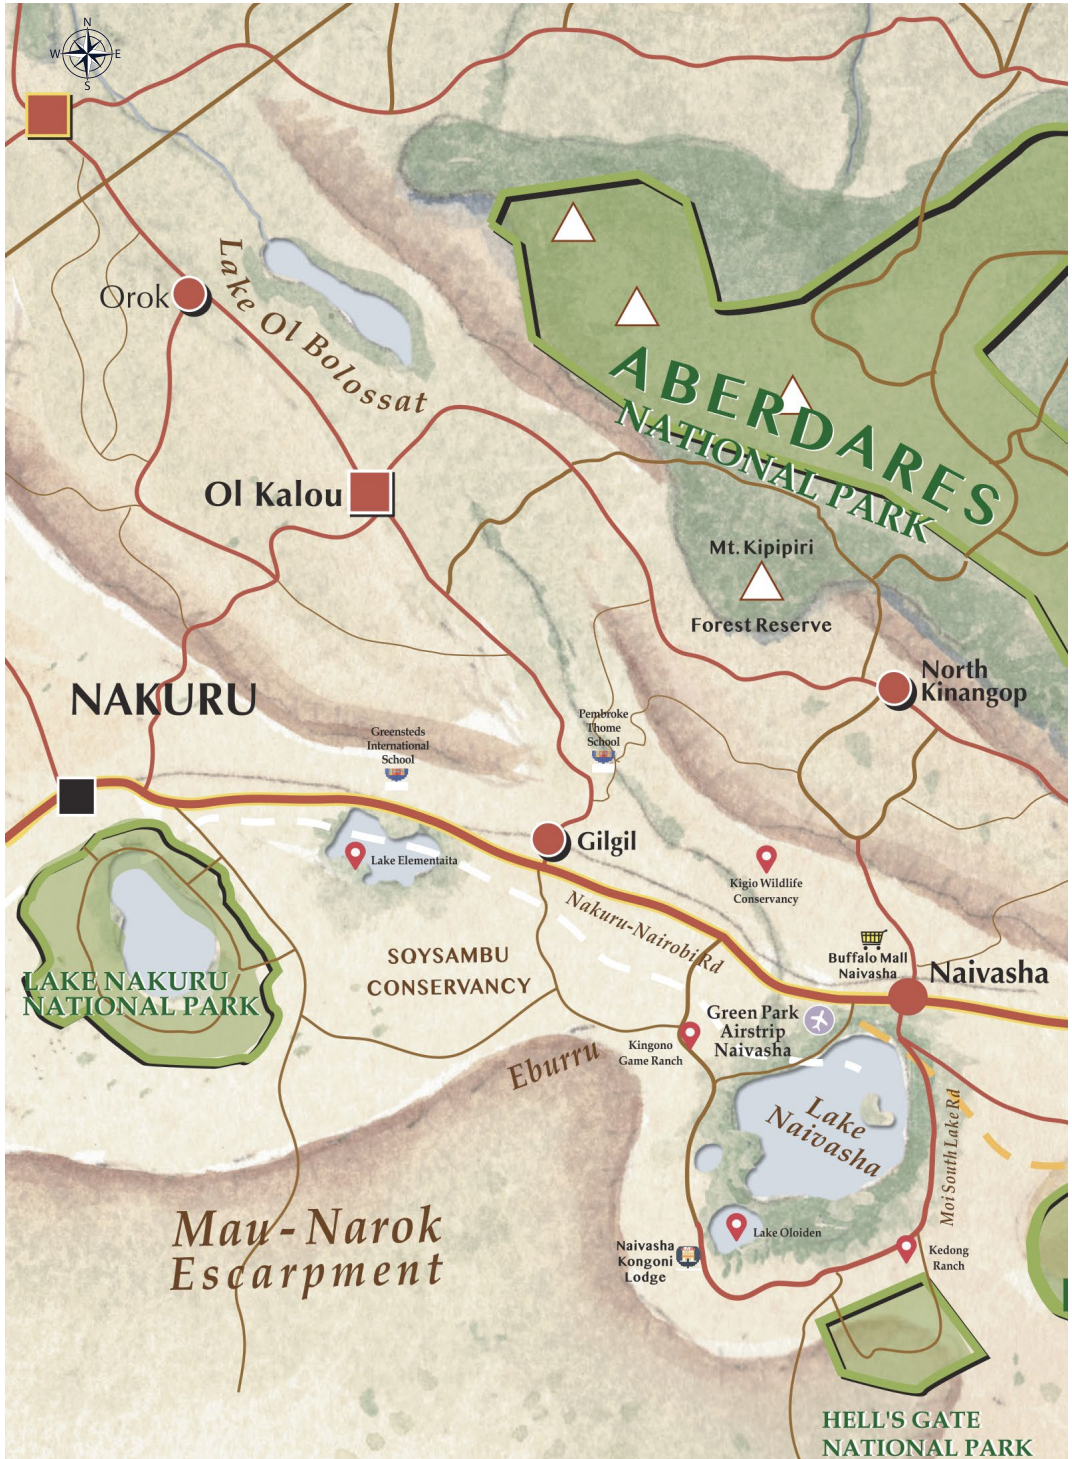 N
W E
S
Orok
Lake Ol Bolossat
ABERDARES
NATIONAL PARK
Ol Kalou
Mt. Kipipiri
Forest Reserve
North
Kinangop
NAKURU
Greensteds
International
School
Pembroke
Thome
School
Gilgil
Lake Elementaita
Kigio Wildlife
Conservancy
Nakuru-Nairobi Rd
SOYSAMBU
CONSERVANCY
Buffalo Mall
Naivasha
Naivasha
LAKE NAKURU
NATIONAL PARK
Green Park
Airstrip
Naivasha
Kingono
Game Ranch
Eburru
Lake
Naivasha
Moi South Lake Rd
Mau-Narok
Escarpment
Lake Oloiden
Naivasha
Kongoni
Lodge
Kedong
Ranch
HELL'S GATE
NATIONAL PARK